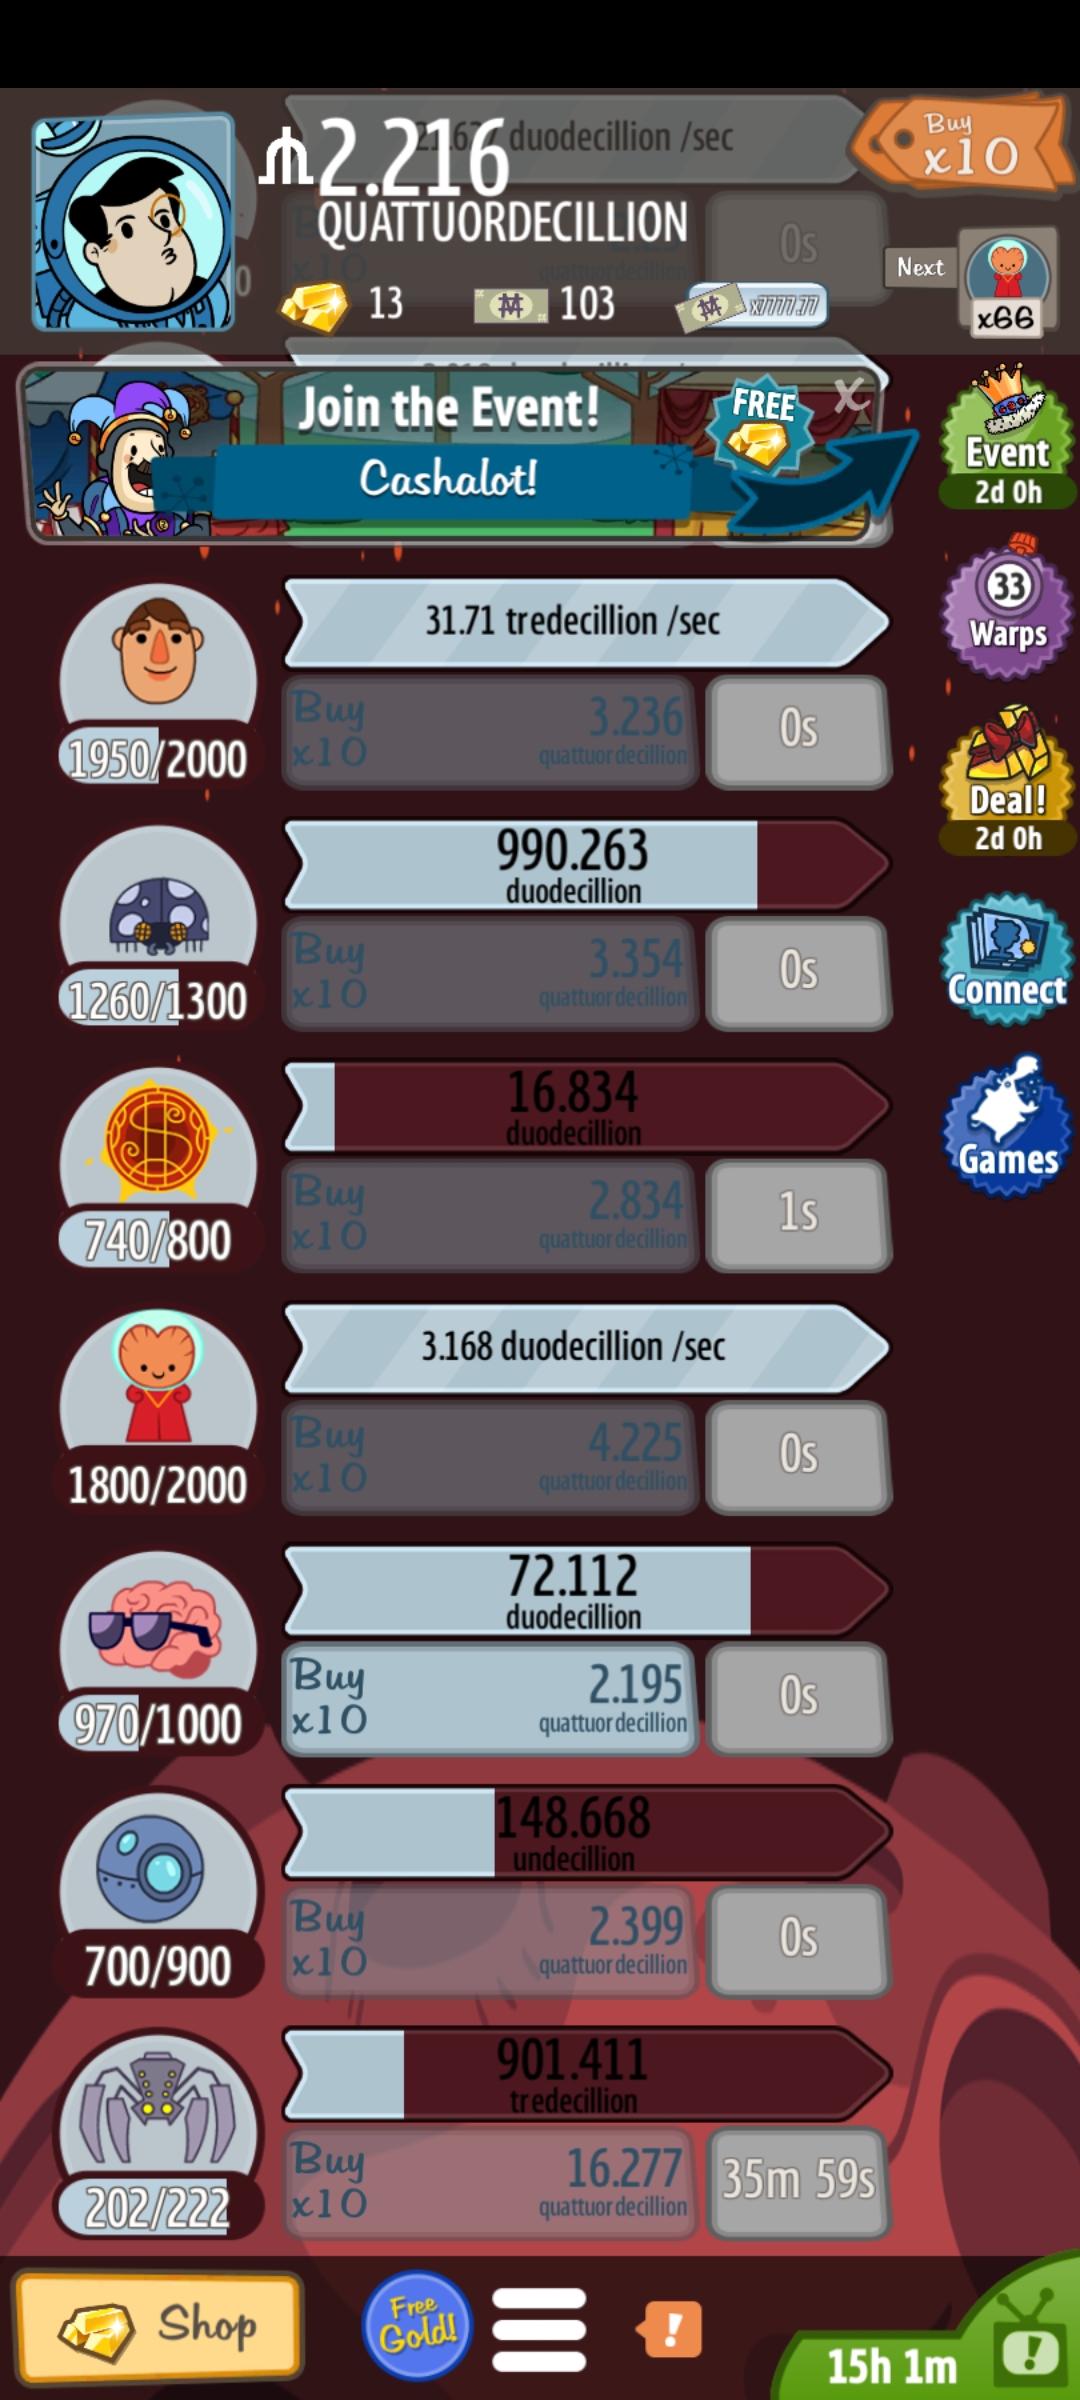 duodecillion /sec
2.216
QUATTUORDECILLION
Buy
x10
0s
quattuordecillion
13
103
x7777.77
Next
x66
Join the Event!
FREE
X
Cashalot!
Event
2d 0h
31.71 tredecillion /sec
33
Warps
1950/2000
Buy
x10
3.236
quattuordecillion
0s
Deal!
2d 0h
990.263
duodecillion
1260/1300
Buy
x10
3.354
quattuordecillion
0s
Connect
16.834
duodecillion
740/800
Buy
x10
2.834
quattuordecillion
1s
Games
3.168 duodecillion /sec
1800/2000
Buy
x10
4.225
quattuordecillion
0s
72.112
duodecillion
970/1000
Buy
x10
2.195
quattuordecillion
0s
148.668
undecillion
700/900
Buy
x10
2.399
quattuordecillion
0s
901.411
tredecillion
202/222
Buy
x10
16.277
quattuordecillion
35m 59s
Shop
Free
Gold!
!
15h 1m
!